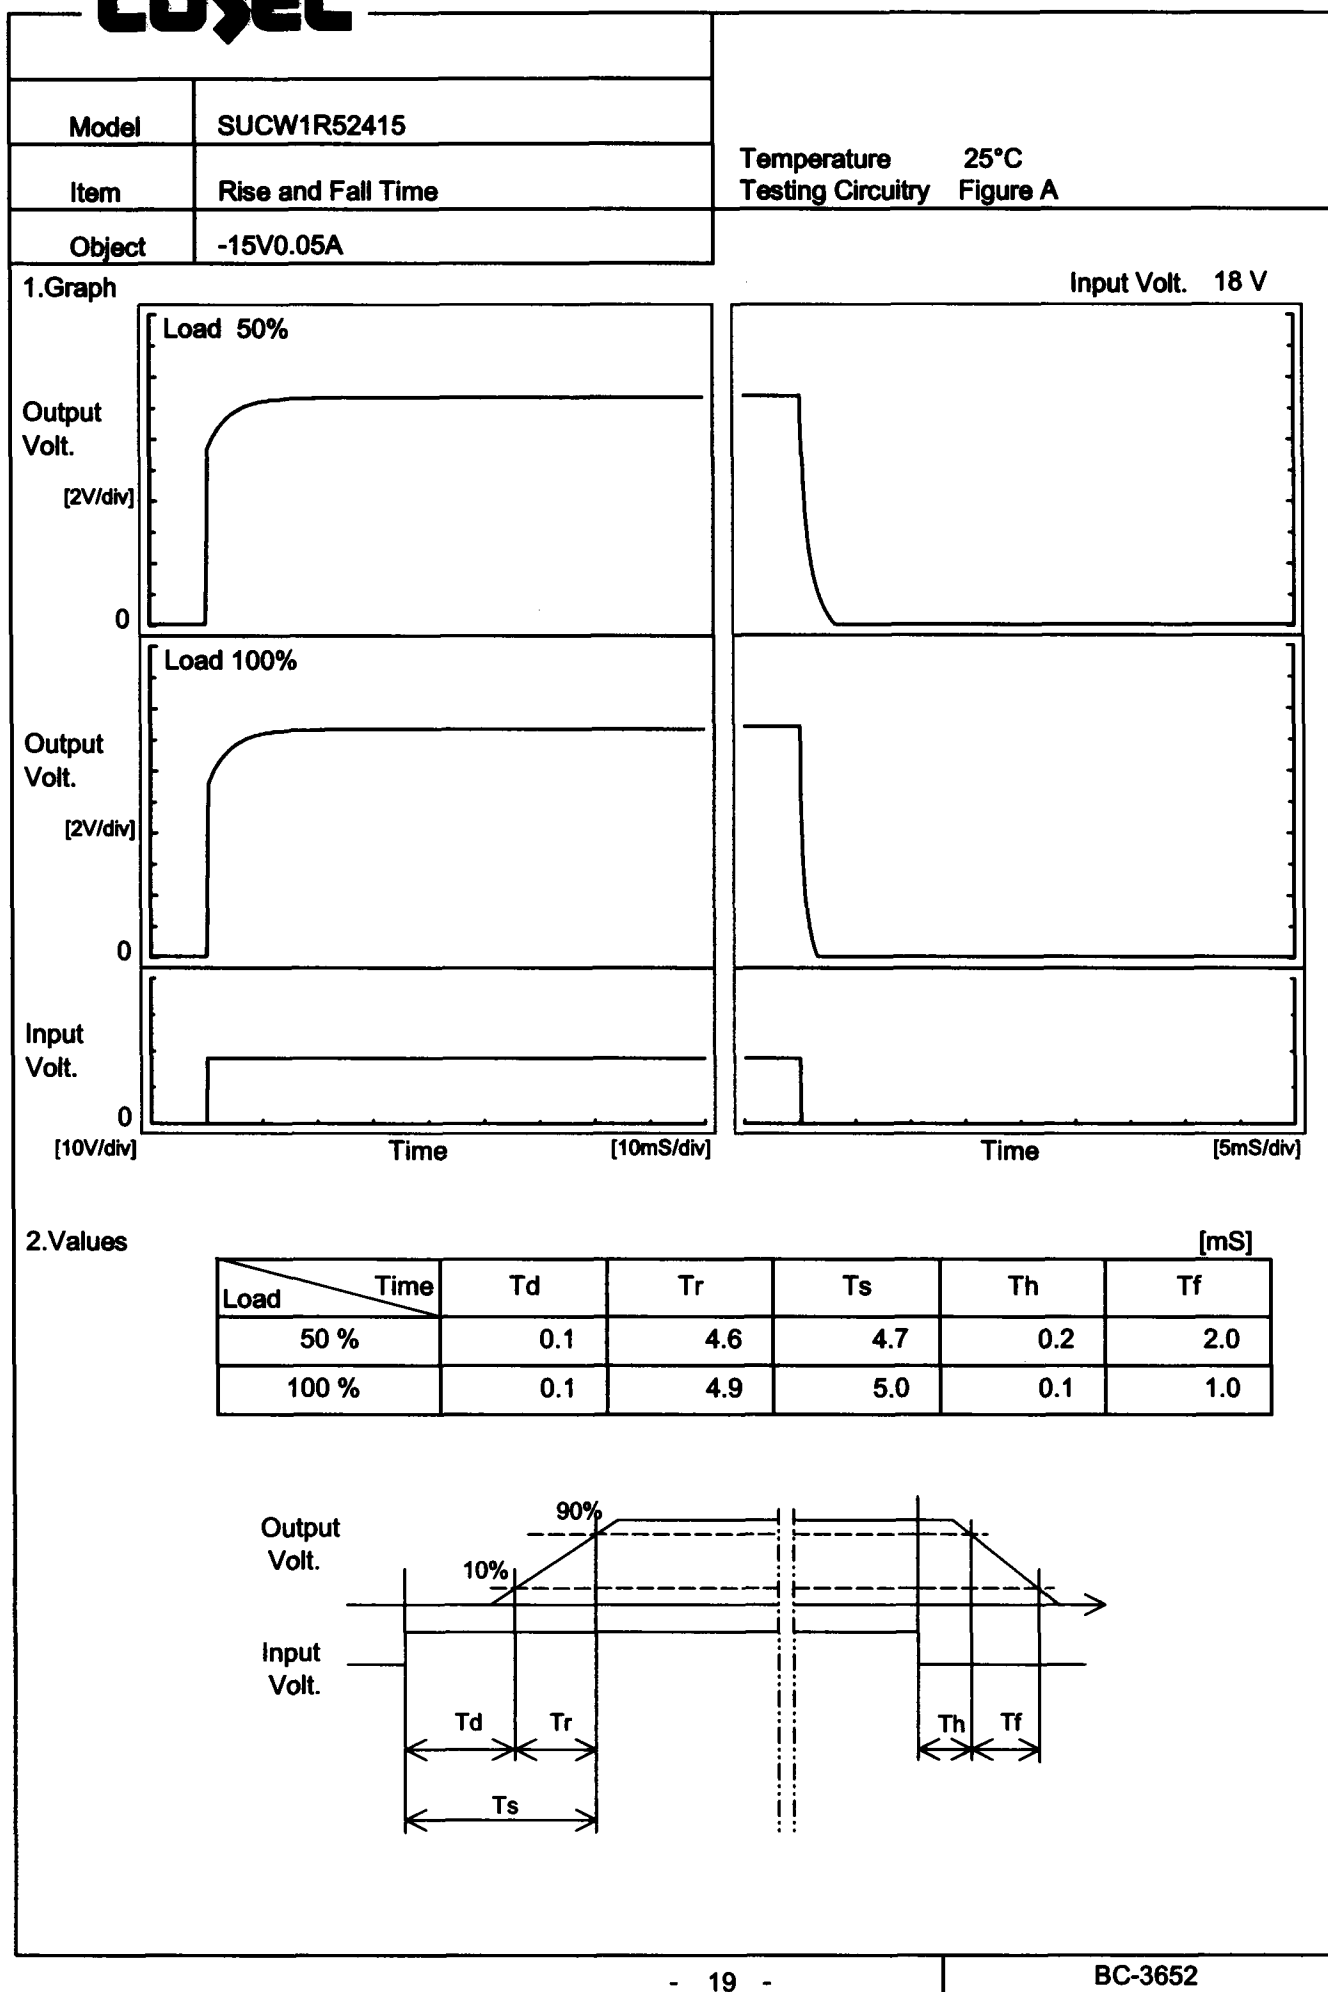 COSEL
Model SUCW1R52415
Item Rise and Fall Time
Temperature 25°C
Testing Circuitry Figure A
Object -15V0.05A
1.Graph
Input Volt. 18 V
Load 50%
Output
Volt.
[2V/div]
0
Load 100%
Output
Volt.
[2V/div]
0
Input
Volt.
0
[10V/div] Time [10mS/div] Time [5mS/div]
2.Values [mS]
Time Td Tr Ts Th Tf
Load
50 % 0.1 4.6 4.7 0.2 2.0
100 % 0.1 4.9 5.0 0.1 1.0
90%
Output
Volt.
10%
Input
Volt.
Td Tr Th Tf
Ts
- 19 - BC-3652